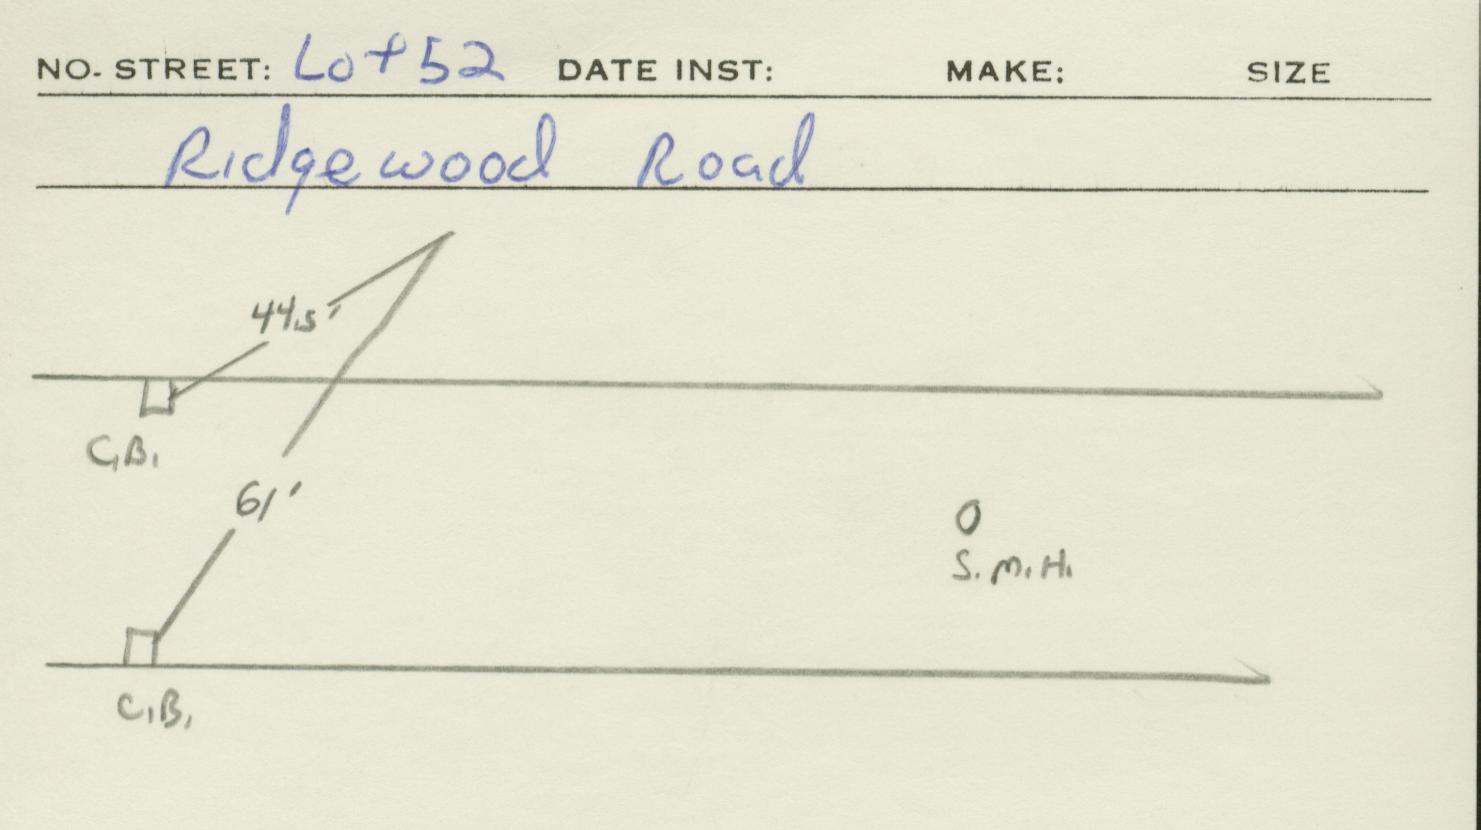 NO. STREET: Lot 52 DATE INST: MAKE: SIZE
Ridgewood Road
44.5'
C.B.
61'
S.M.H.
C.B.